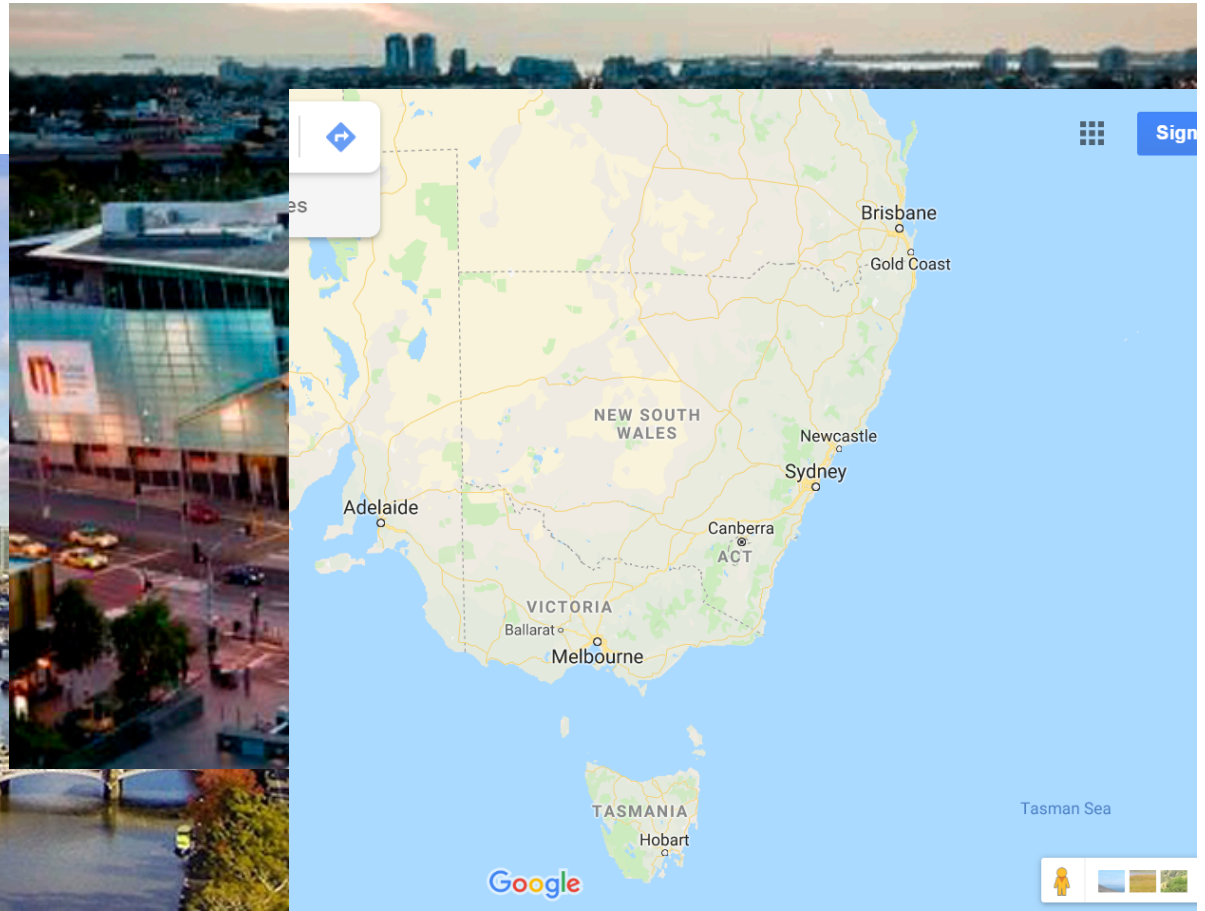 Sign
es
Brisbane
Gold Coast
NEW SOUTH
WALES
Newcastle
Sydney
Adelaide
Canberra
ACT
VICTORIA
Ballarat
Melbourne
TASMANIA
Tasman Sea
Hobart
Google